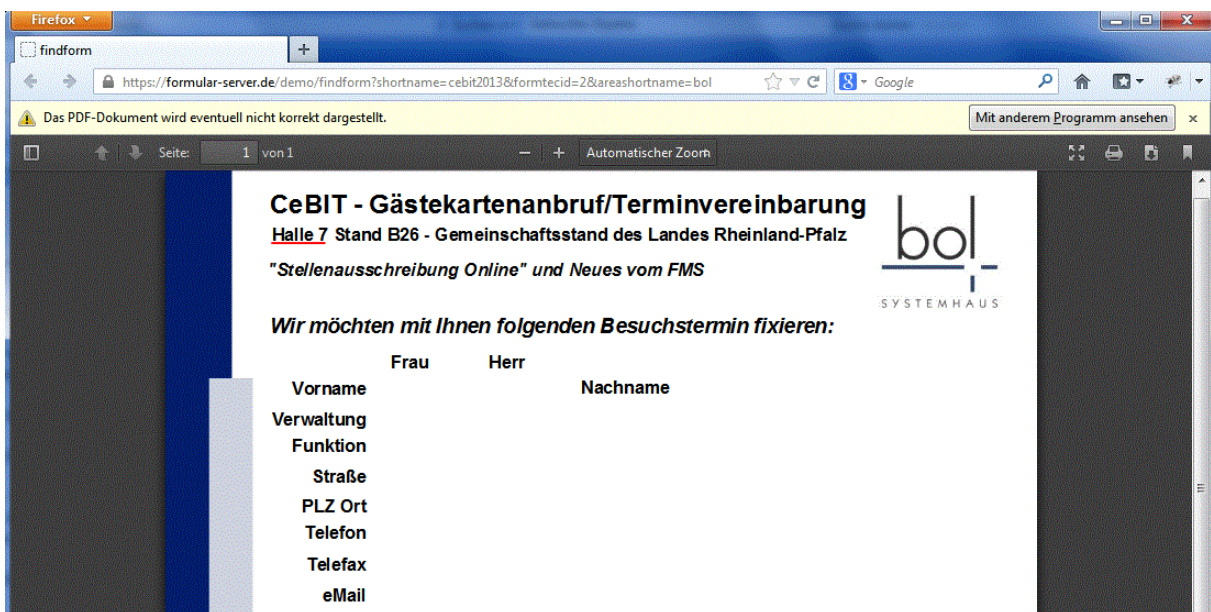 Firefox
findform
https://formular-server.de/demo/findform?shortname=cebit2013&formtecid=2&areashortname=bol
Google
Das PDF-Dokument wird eventuell nicht korrekt dargestellt.
Mit anderem Programm ansehen
Seite: 1 von 1
Automatischer Zoom
CeBIT - Gästekartenanbruf/Terminvereinbarung
Halle 7 Stand B26 - Gemeinschaftsstand des Landes Rheinland-Pfalz
"Stellenausschreibung Online" und Neues vom FMS
bol
SYSTEMHAUS
Wir möchten mit Ihnen folgenden Besuchstermin fixieren:
Frau Herr
Vorname Nachname
Verwaltung
Funktion
Straße
PLZ Ort
Telefon
Telefax
eMail